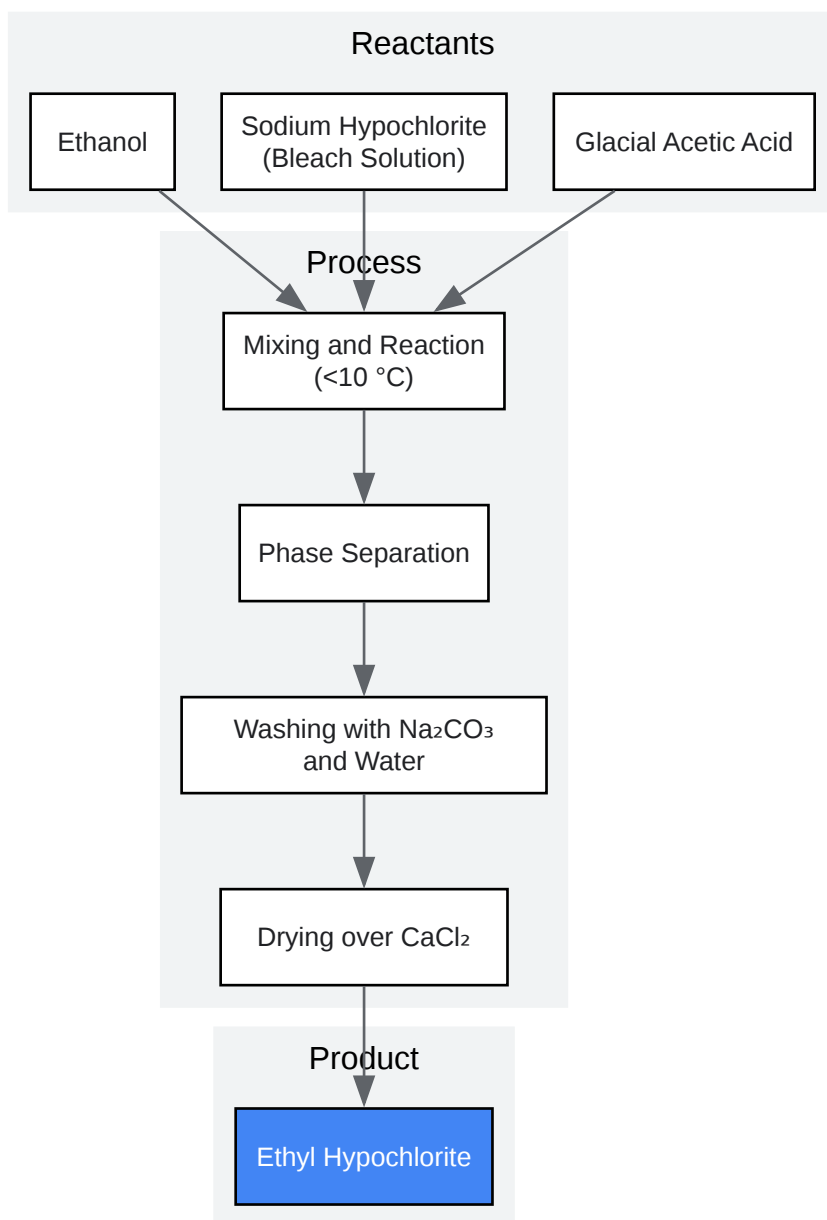 Reactants
Ethanol
Sodium Hypochlorite
(Bleach Solution)
Glacial Acetic Acid
Process
Mixing and Reaction
(<10 °C)
Phase Separation
Washing with Na₂CO₃
and Water
Drying over CaCl₂
Product
Ethyl Hypochlorite